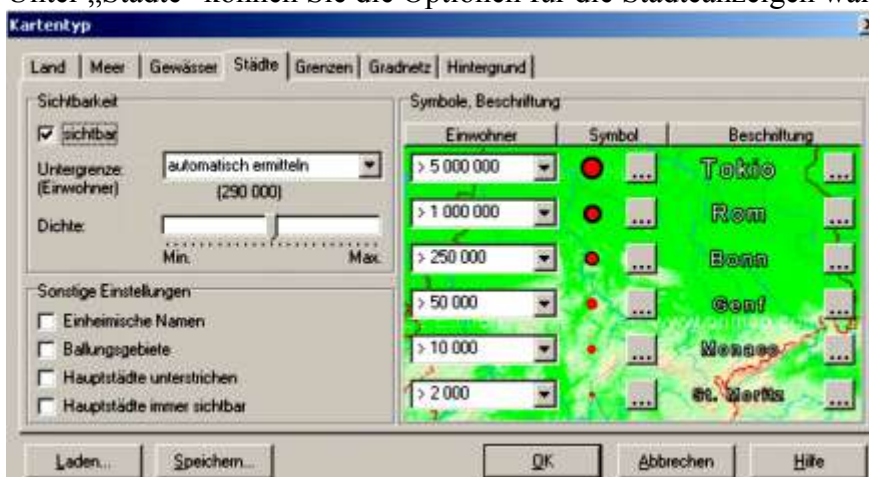 Unter „Städte“ können Sie die Optionen für die Städteanzeigen
Kartentyp
Land Meer Gewässer Städte Grenzen Gradnetz Hintergrund
Sichtbarkeit
sichtbar
Untergrenze:
(Einwohner)
automatisch ermitteln
(290 000)
Dichte:
Min. Max.
Sonstige Einstellungen
Einheimische Namen
Ballungsgebiete
Hauptstädte unterstrichen
Hauptstädte immer sichtbar
Symbole, Beschriftung
Einwohner Symbol Beschriftung
> 5 000 000 ... Tokio ...
> 1 000 000 ... Rom ...
> 250 000 ... Bonn ...
> 50 000 ... Genf ...
> 10 000 ... Monaco ...
> 2 000 ... St. Moritz ...
Laden... Speichern... OK Abbrechen Hilfe